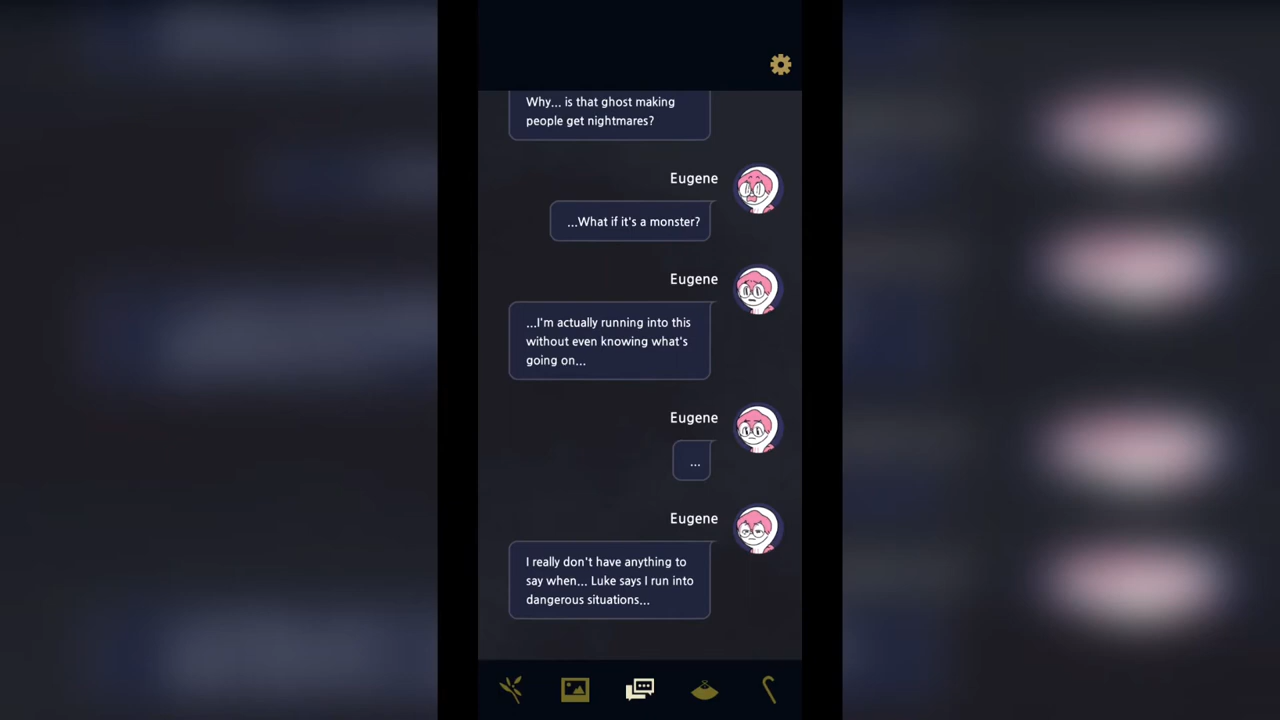 Why... is that ghost making
people get nightmares?
Eugene
...What if it's a monster?
Eugene
...I'm actually running into this
without even knowing what's
going on...
Eugene
...
Eugene
I really don't have anything to
say when... Luke says I run into
dangerous situations...